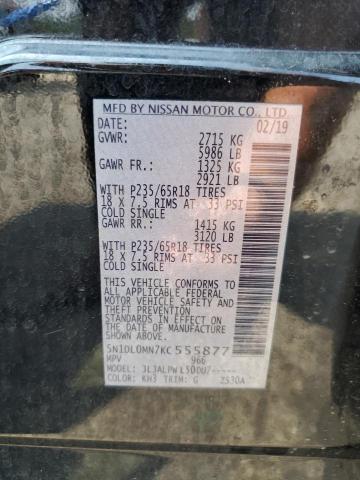 MFD BY NISSAN MOTOR CO., LTD.
DATE: 02/19
GVWR: 2715 KG
5986 LB
GAWR FR.: 1325 KG
2921 LB
WITH P235/65R18 TIRES
18 X 7.5 RIMS AT 33 PSI
COLD SINGLE
GAWR RR.: 1415 KG
3120 LB
WITH P235/65R18 TIRES
18 X 7.5 RIMS AT 33 PSI
COLD SINGLE
THIS VEHICLE CONFORMS TO
ALL APPLICABLE FEDERAL
MOTOR VEHICLE SAFETY AND
THEFT PREVENTION
STANDARDS IN EFFECT ON
THE DATE OF MANUFACTURE
SHOWN ABOVE.
5N1DL0MN7KC555877
MPV 966
MODEL: 3L3ALPW L50UU7-----
COLOR: KH3 TRIM: G 2530A